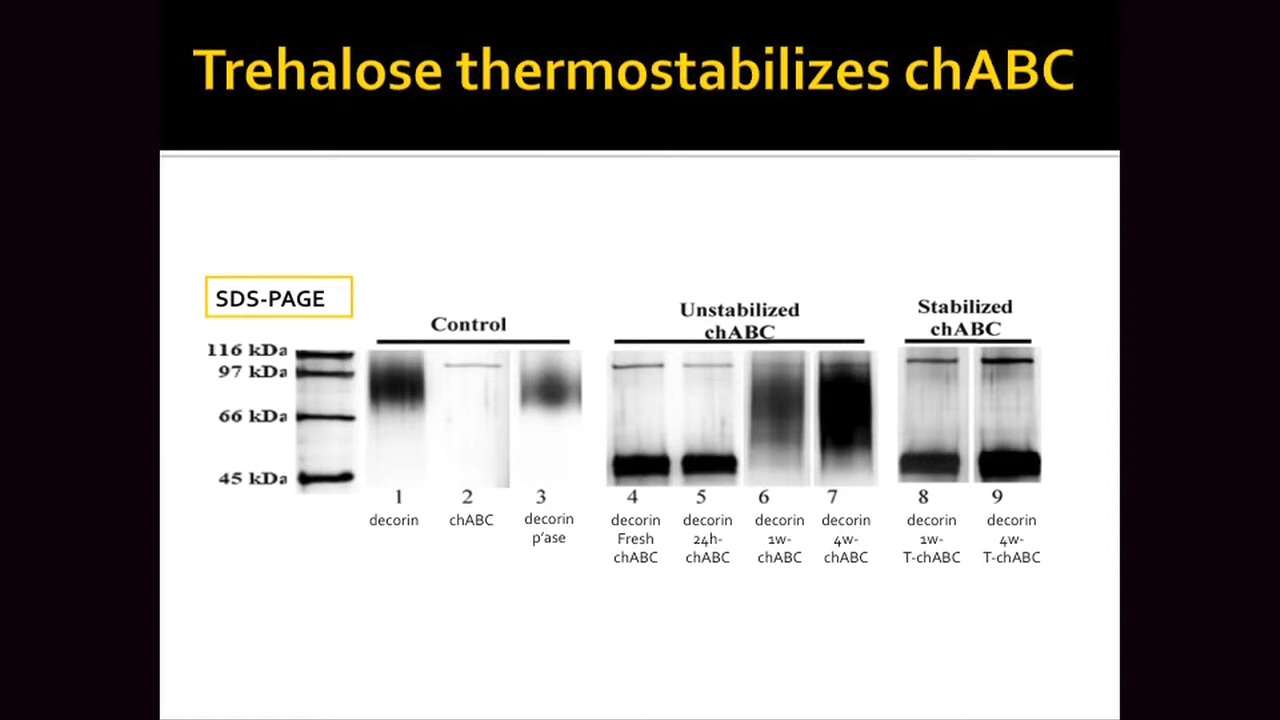 Trehalose thermostabilizes chABC
SDS-PAGE
Control
Unstabilized
chABC
Stabilized
chABC
116 kDa
97 kDa
66 kDa
45 kDa
1 2 3 4 5 6 7 8 9
decorin chABC decorin decorin decorin decorin decorin decorin decorin
p'ase Fresh 24h- 1w- 4w- 1w- 4w-
chABC chABC chABC chABC T-chABC T-chABC